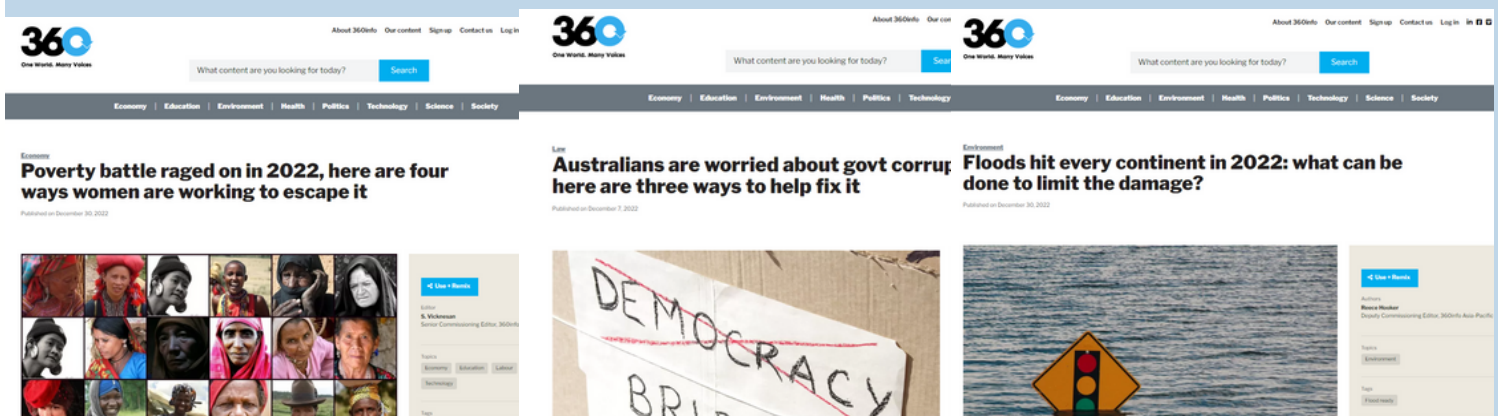 360
One World. Many Voices
About 360info Our content Sign up Contact us Log in
What content are you looking for today? Search
Economy | Education | Environment | Health | Politics | Technology | Science | Society
Economy
Poverty battle raged on in 2022, here are four
ways women are working to escape it
Published on December 30, 2022
Use + Remix
Editor
S. Vicknesan
Senior Commissioning Editor, 360info
Topics
Economy Education Labour
Technology
Tags
360
One World. Many Voices
About 360info Our con
What content are you looking for today? Sear
Economy | Education | Environment | Health | Politics | Technology
Law
Australians are worried about govt corrup
here are three ways to help fix it
Published on December 7, 2022
DEMOCRACY
360
One World. Many Voices
About 360info Our content Sign up Contact us Log in
What content are you looking for today? Search
Economy | Education | Environment | Health | Politics | Technology | Science | Society
Environment
Floods hit every continent in 2022: what can be
done to limit the damage?
Published on December 30, 2022
Use + Remix
Authors
Reece Hooker
Deputy Commissioning Editor, 360info Asia-Pacific
Topics
Environment
Tags
Flood ready